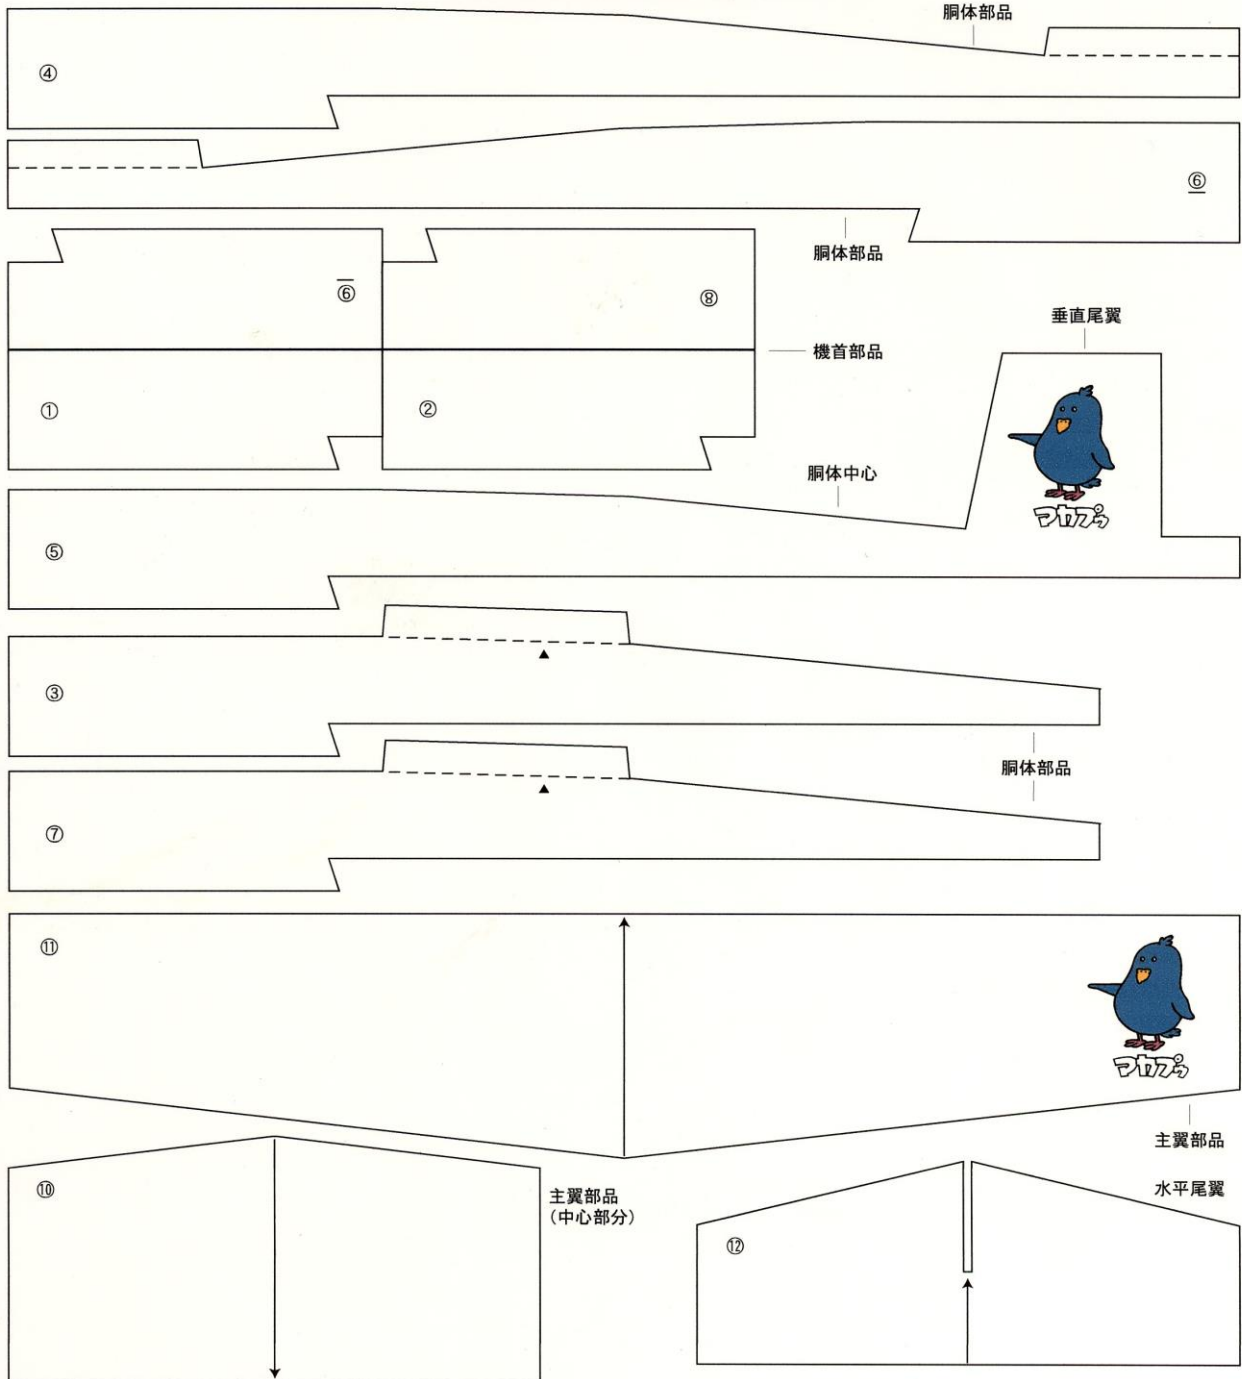 胴体部品
④
⑥
胴体部品
⑥
⑧
垂直尾翼
機首部品
①
②
胴体中心
マカプゥ
⑤
③
胴体部品
⑦
⑪
マカプゥ
主翼部品
⑩
主翼部品
(中心部分)
水平尾翼
⑫